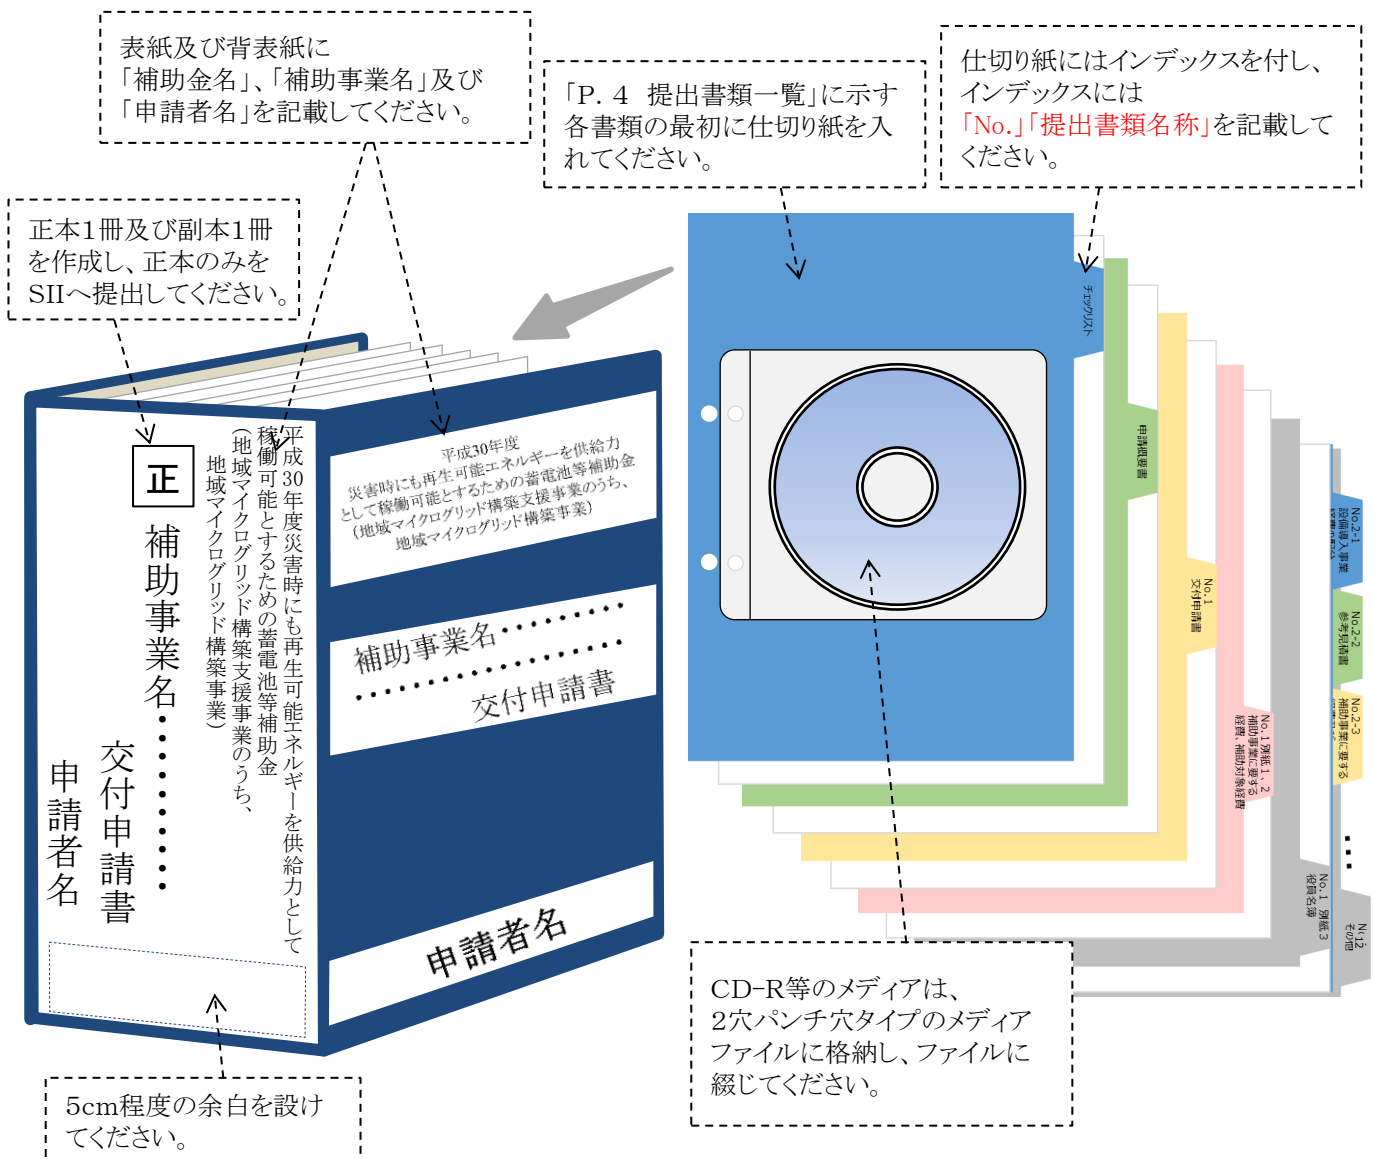 表紙及び背表紙に
「補助金名」、「補助事業名」及び
「申請者名」を記載してください。
「P.4 提出書類一覧」に示す
各書類の最初に仕切り紙を入
れてください。
仕切り紙にはインデックスを付し、
インデックスには
「No.」「提出書類名称」を記載して
ください。
正本1冊及び副本1冊
を作成し、正本のみを
SIIへ提出してください。
平成30年度災害時にも再生可能エネルギーを供給力として
稼働可能とするための蓄電池等補助金
(地域マイクログリッド構築支援事業のうち、
地域マイクログリッド構築事業)
正
補助事業名・・・・・・・・・
交付申請書
申請者名
平成30年度
災害時にも再生可能エネルギーを供給力
として稼働可能とするための蓄電池等補助金
(地域マイクログリッド構築支援事業のうち、
地域マイクログリッド構築事業)
補助事業名・・・・・・・・
・・・・・・・・・・・・・・・・
交付申請書
申請者名
チェックリスト
申請概要書
No.1
交付申請書
No.1 別紙1、2
補助事業に要する
経費、補助対象経費
No.1 別紙3
役員名簿
No.2-1
設備導入事業
No.2-2
参考見積書
No.2-3
補助事業に要する
・・・
その他
CD-R等のメディアは、
2穴パンチ穴タイプのメディア
ファイルに格納し、ファイルに
綴じてください。
5cm程度の余白を設け
てください。